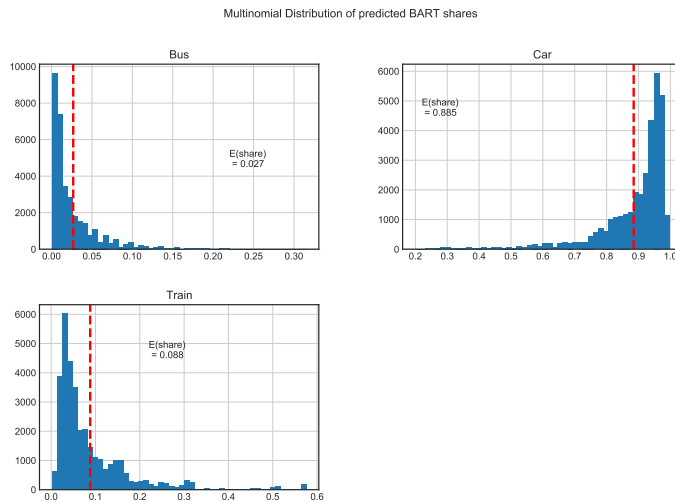 Multinomial Distribution of predicted BART shares
Bus
10000
8000
6000
4000
2000
0
E(share)
= 0.027
0.00 0.05 0.10 0.15 0.20 0.25 0.30
Car
6000
5000
4000
3000
2000
1000
0
E(share)
= 0.885
0.2 0.3 0.4 0.5 0.6 0.7 0.8 0.9 1.0
Train
6000
5000
4000
3000
2000
1000
0
E(share)
= 0.088
0.0 0.1 0.2 0.3 0.4 0.5 0.6